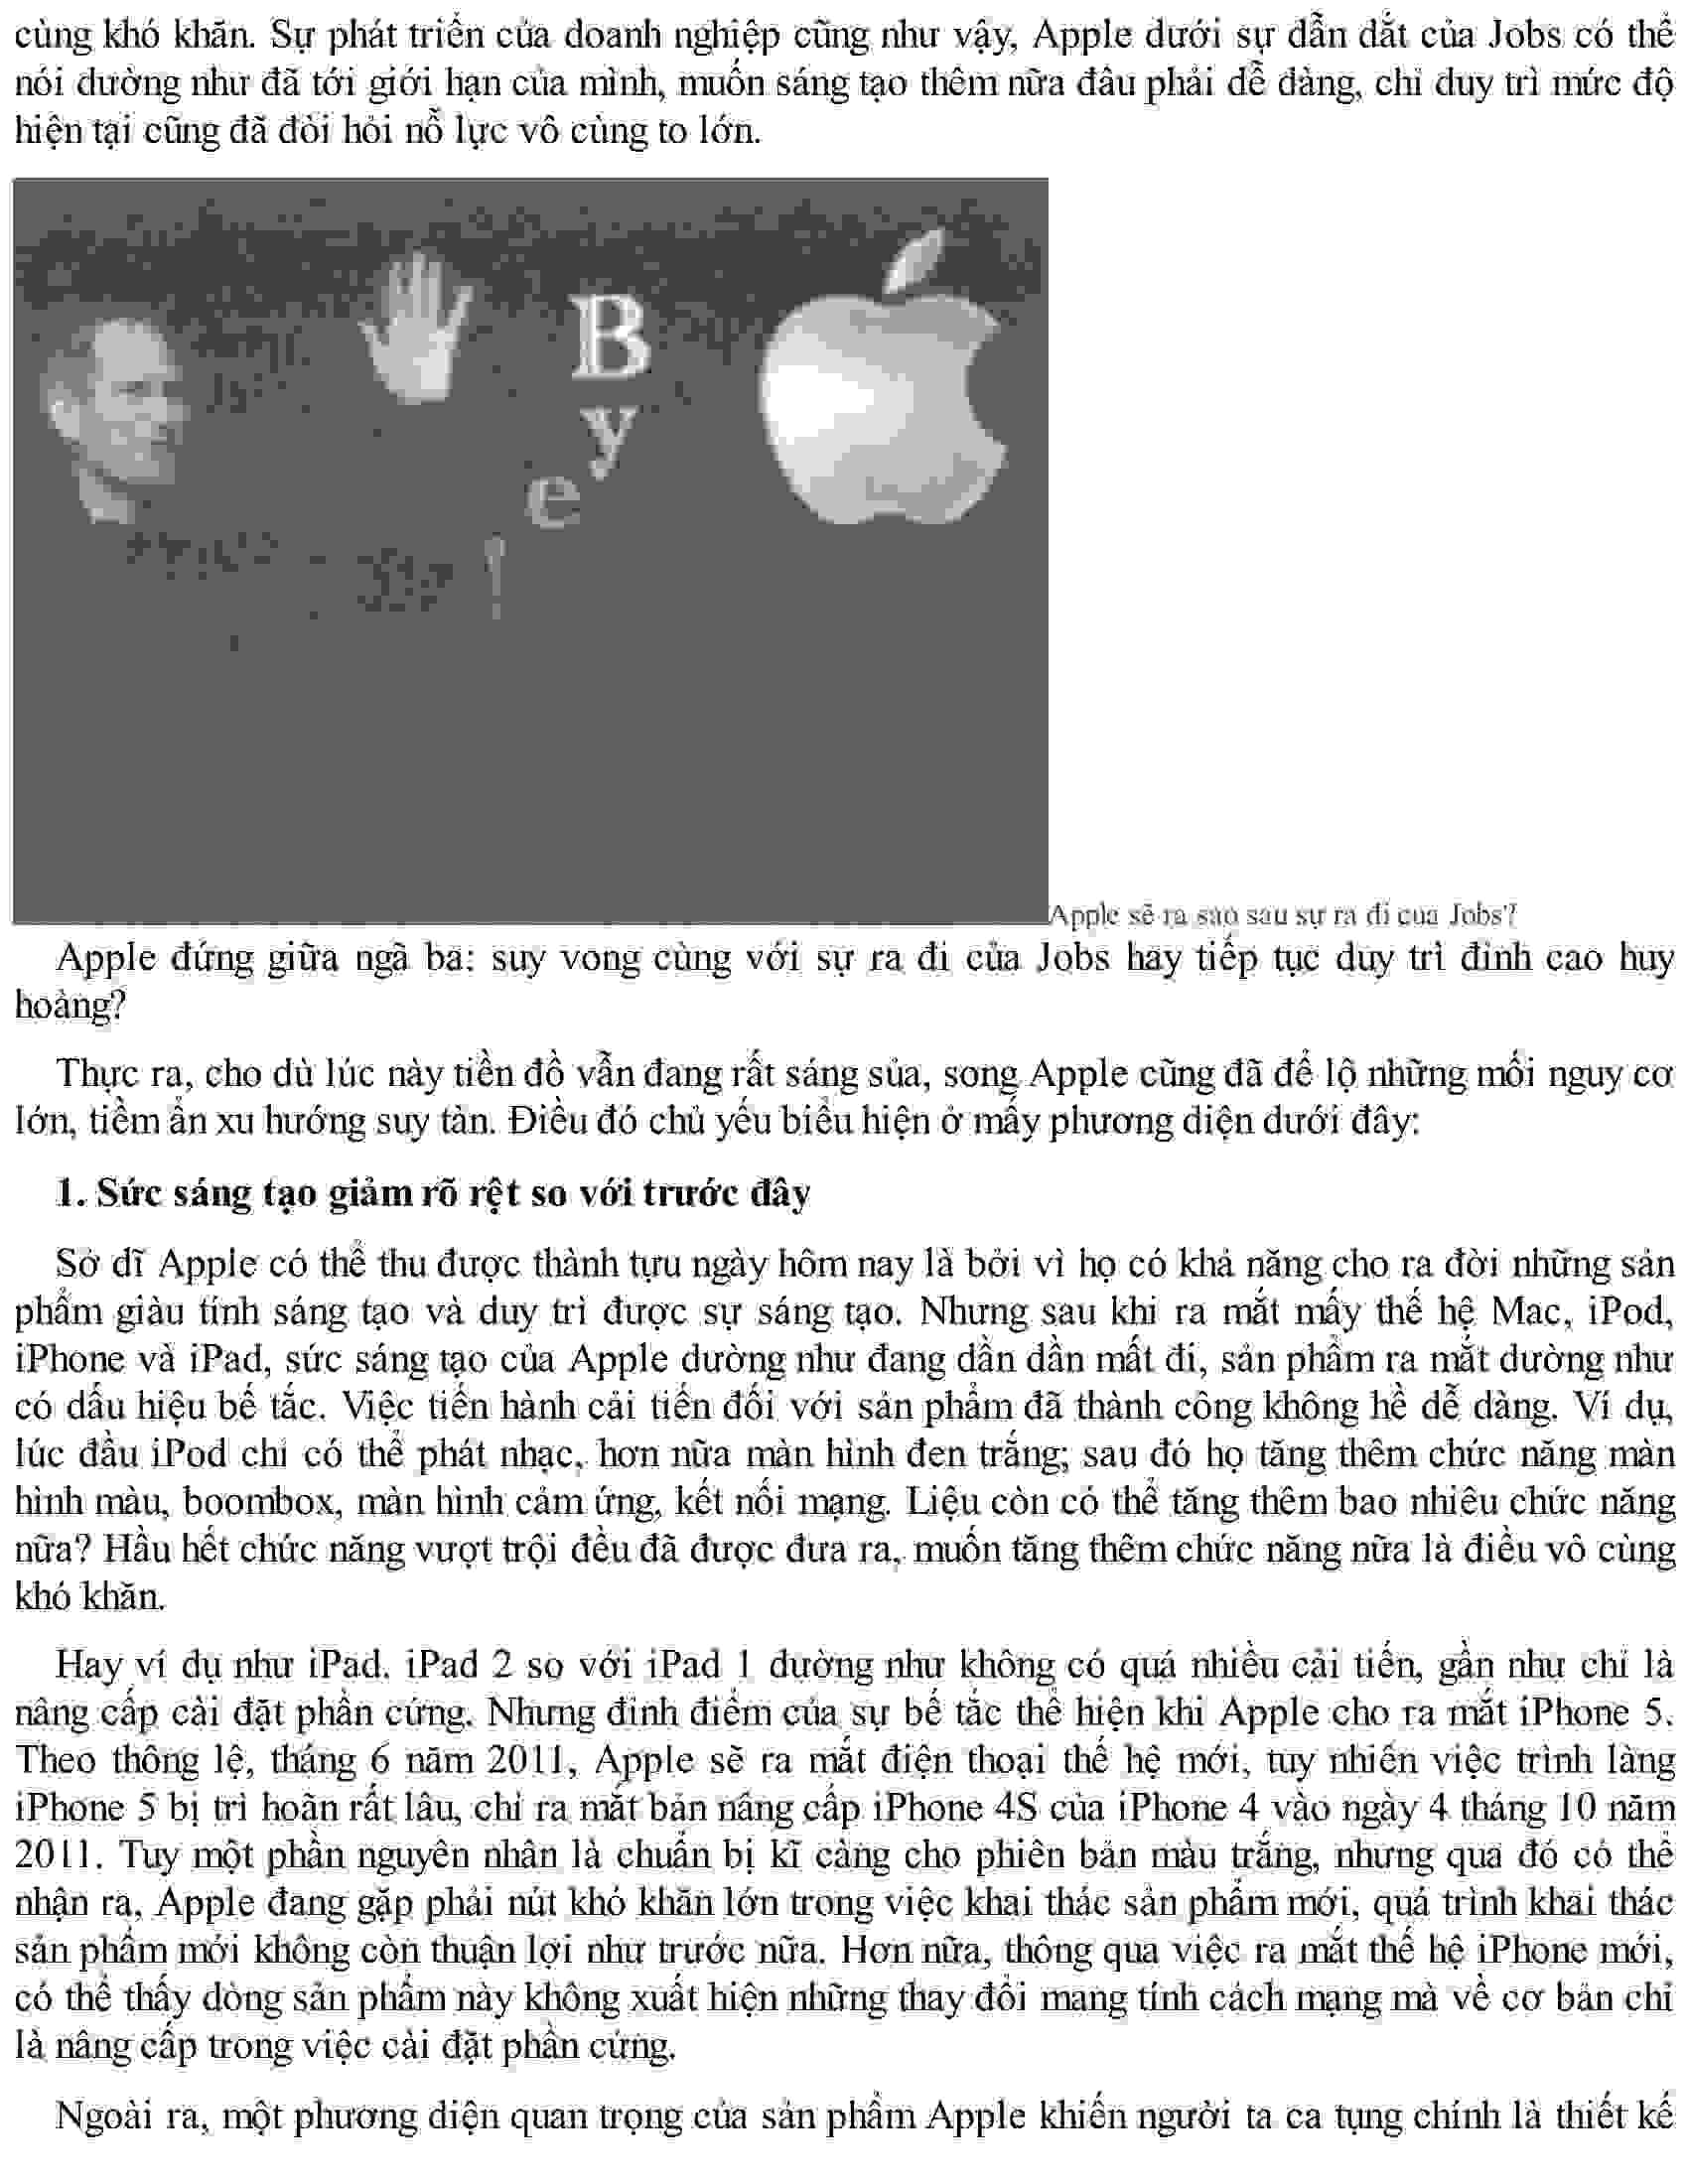 cùng khó khăn. Sự phát triển của doanh nghiệp cũng như vậy, Apple dưới sự dẫn dắt của Jobs có thể
nói dường như đã tới giới hạn của mình, muốn sáng tạo thêm nữa đâu phải dễ dàng, chỉ duy trì mức độ
hiện tại cũng đã đòi hỏi nỗ lực vô cùng to lớn.
B
y
e
!
Apple sẽ ra sao sau sự ra đi của Jobs?
Apple đứng giữa ngã ba: suy vong cùng với sự ra đi của Jobs hay tiếp tục duy trì đỉnh cao huy
hoàng?
Thực ra, cho dù lúc này tiền đồ vẫn đang rất sáng sủa, song Apple cũng đã để lộ những mối nguy cơ
lớn, tiềm ẩn xu hướng suy tàn. Điều đó chủ yếu biểu hiện ở mấy phương diện dưới đây:
1. Sức sáng tạo giảm rõ rệt so với trước đây
Sở dĩ Apple có thể thu được thành tựu ngày hôm nay là bởi vì họ có khả năng cho ra đời những sản
phẩm giàu tính sáng tạo và duy trì được sự sáng tạo. Nhưng sau khi ra mắt mấy thế hệ Mac, iPod,
iPhone và iPad, sức sáng tạo của Apple dường như đang dần dần mất đi, sản phẩm ra mắt dường như
có dấu hiệu bế tắc. Việc tiến hành cải tiến đối với sản phẩm đã thành công không hề dễ dàng. Ví dụ,
lúc đầu iPod chỉ có thể phát nhạc, hơn nữa màn hình đen trắng; sau đó họ tăng thêm chức năng màn
hình màu, boombox, màn hình cảm ứng, kết nối mạng. Liệu còn có thể tăng thêm bao nhiêu chức năng
nữa? Hầu hết chức năng vượt trội đều đã được đưa ra, muốn tăng thêm chức năng nữa là điều vô cùng
khó khăn.
Hay ví dụ như iPad. iPad 2 so với iPad 1 dường như không có quá nhiều cải tiến, gần như chỉ là
nâng cấp cài đặt phần cứng. Nhưng đỉnh điểm của sự bế tắc thể hiện khi Apple cho ra mắt iPhone 5.
Theo thông lệ, tháng 6 năm 2011, Apple sẽ ra mắt điện thoại thế hệ mới, tuy nhiên việc trình làng
iPhone 5 bị trì hoãn rất lâu, chỉ ra mắt bản nâng cấp iPhone 4S của iPhone 4 vào ngày 4 tháng 10 năm
2011. Tuy một phần nguyên nhân là chuẩn bị kĩ càng cho phiên bản màu trắng, nhưng qua đó có thể
nhận ra, Apple đang gặp phải nút khó khăn lớn trong việc khai thác sản phẩm mới, quá trình khai thác
sản phẩm mới không còn thuận lợi như trước nữa. Hơn nữa, thông qua việc ra mắt thế hệ iPhone mới,
có thể thấy dòng sản phẩm này không xuất hiện những thay đổi mang tính cách mạng mà về cơ bản chỉ
là nâng cấp trong việc cài đặt phần cứng.
Ngoài ra, một phương diện quan trọng của sản phẩm Apple khiến người ta ca tụng chính là thiết kế